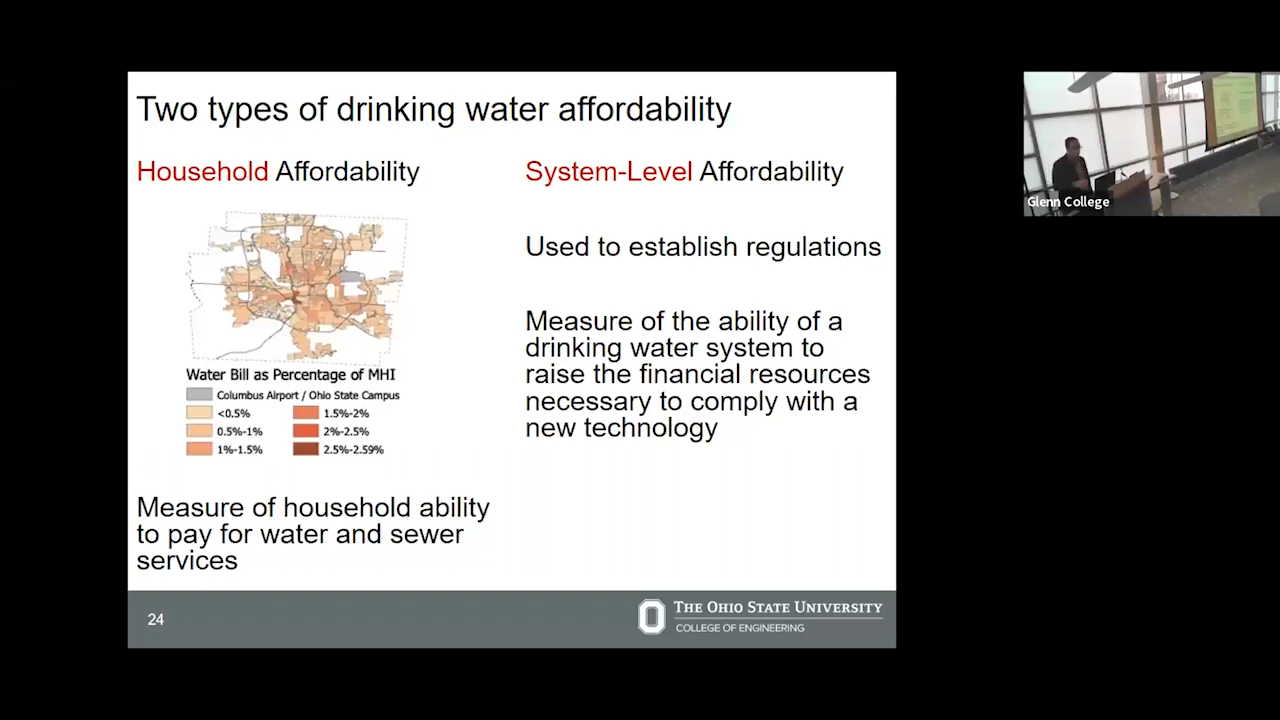 Two types of drinking water affordability
Household Affordability
Water Bill as Percentage of MHI
Columbus Airport / Ohio State Campus
<0.5%
0.5%-1%
1%-1.5%
1.5%-2%
2%-2.5%
2.5%-2.59%
Measure of household ability
to pay for water and sewer
services
System-Level Affordability
Used to establish regulations
Measure of the ability of a
drinking water system to
raise the financial resources
necessary to comply with a
new technology
24
THE OHIO STATE UNIVERSITY
COLLEGE OF ENGINEERING
Glenn College